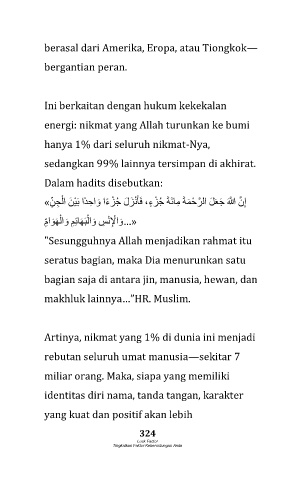 berasal dari Amerika, Eropa, atau Tiongkok—
bergantian peran.
Ini berkaitan dengan hukum kekekalan
energi: nikmat yang Allah turunkan ke bumi
hanya 1% dari seluruh nikmat-Nya,
sedangkan 99% lainnya tersimpan di akhirat.
Dalam hadits disebutkan:
«إِنَّ اللَّهَ جَعَلَ الرَّحْمَةَ مِائَةَ جُزْءٍ، فَأَنْزَلَ جُزْءًا وَاحِدًا بَيْنَ الْجِنِّ
وَالْإِنْسِ وَالْبَهَائِمِ وَالْهَوَامِّ...»
"Sesungguhnya Allah menjadikan rahmat itu
seratus bagian, maka Dia menurunkan satu
bagian saja di antara jin, manusia, hewan, dan
makhluk lainnya…”HR. Muslim.
Artinya, nikmat yang 1% di dunia ini menjadi
rebutan seluruh umat manusia—sekitar 7
miliar orang. Maka, siapa yang memiliki
identitas diri nama, tanda tangan, karakter
yang kuat dan positif akan lebih
324
Luck Factor
Tingkatkan Faktor Keberuntungan Anda